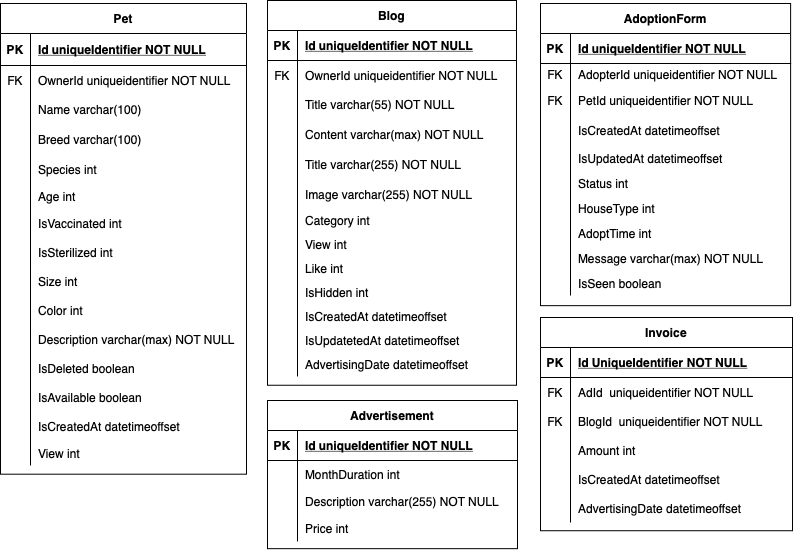 Pet
PK Id uniqueIdentifier NOT NULL
FK OwnerId uniqueidentifier NOT NULL
Name varchar(100)
Breed varchar(100)
Species int
Age int
IsVaccinated int
IsSterilized int
Size int
Color int
Description varchar(max) NOT NULL
IsDeleted boolean
IsAvailable boolean
IsCreatedAt datetimeoffset
View int
Blog
PK Id uniqueIdentifier NOT NULL
FK OwnerId uniqueidentifier NOT NULL
Title varchar(55) NOT NULL
Content varchar(max) NOT NULL
Title varchar(255) NOT NULL
Image varchar(255) NOT NULL
Category int
View int
Like int
IsHidden int
IsCreatedAt datetimeoffset
IsUpdatetedAt datetimeoffset
AdvertisingDate datetimeoffset
Advertisement
PK Id uniqueIdentifier NOT NULL
MonthDuration int
Description varchar(255) NOT NULL
Price int
AdoptionForm
PK Id uniqueIdentifier NOT NULL
FK AdopterId uniqueidentifier NOT NULL
FK PetId uniqueidentifier NOT NULL
IsCreatedAt datetimeoffset
IsUpdatedAt datetimeoffset
Status int
HouseType int
AdoptTime int
Message varchar(max) NOT NULL
IsSeen boolean
Invoice
PK Id UniqueIdentifier NOT NULL
FK AdId uniqueidentifier NOT NULL
FK BlogId uniqueidentifier NOT NULL
Amount int
IsCreatedAt datetimeoffset
AdvertisingDate datetimeoffset